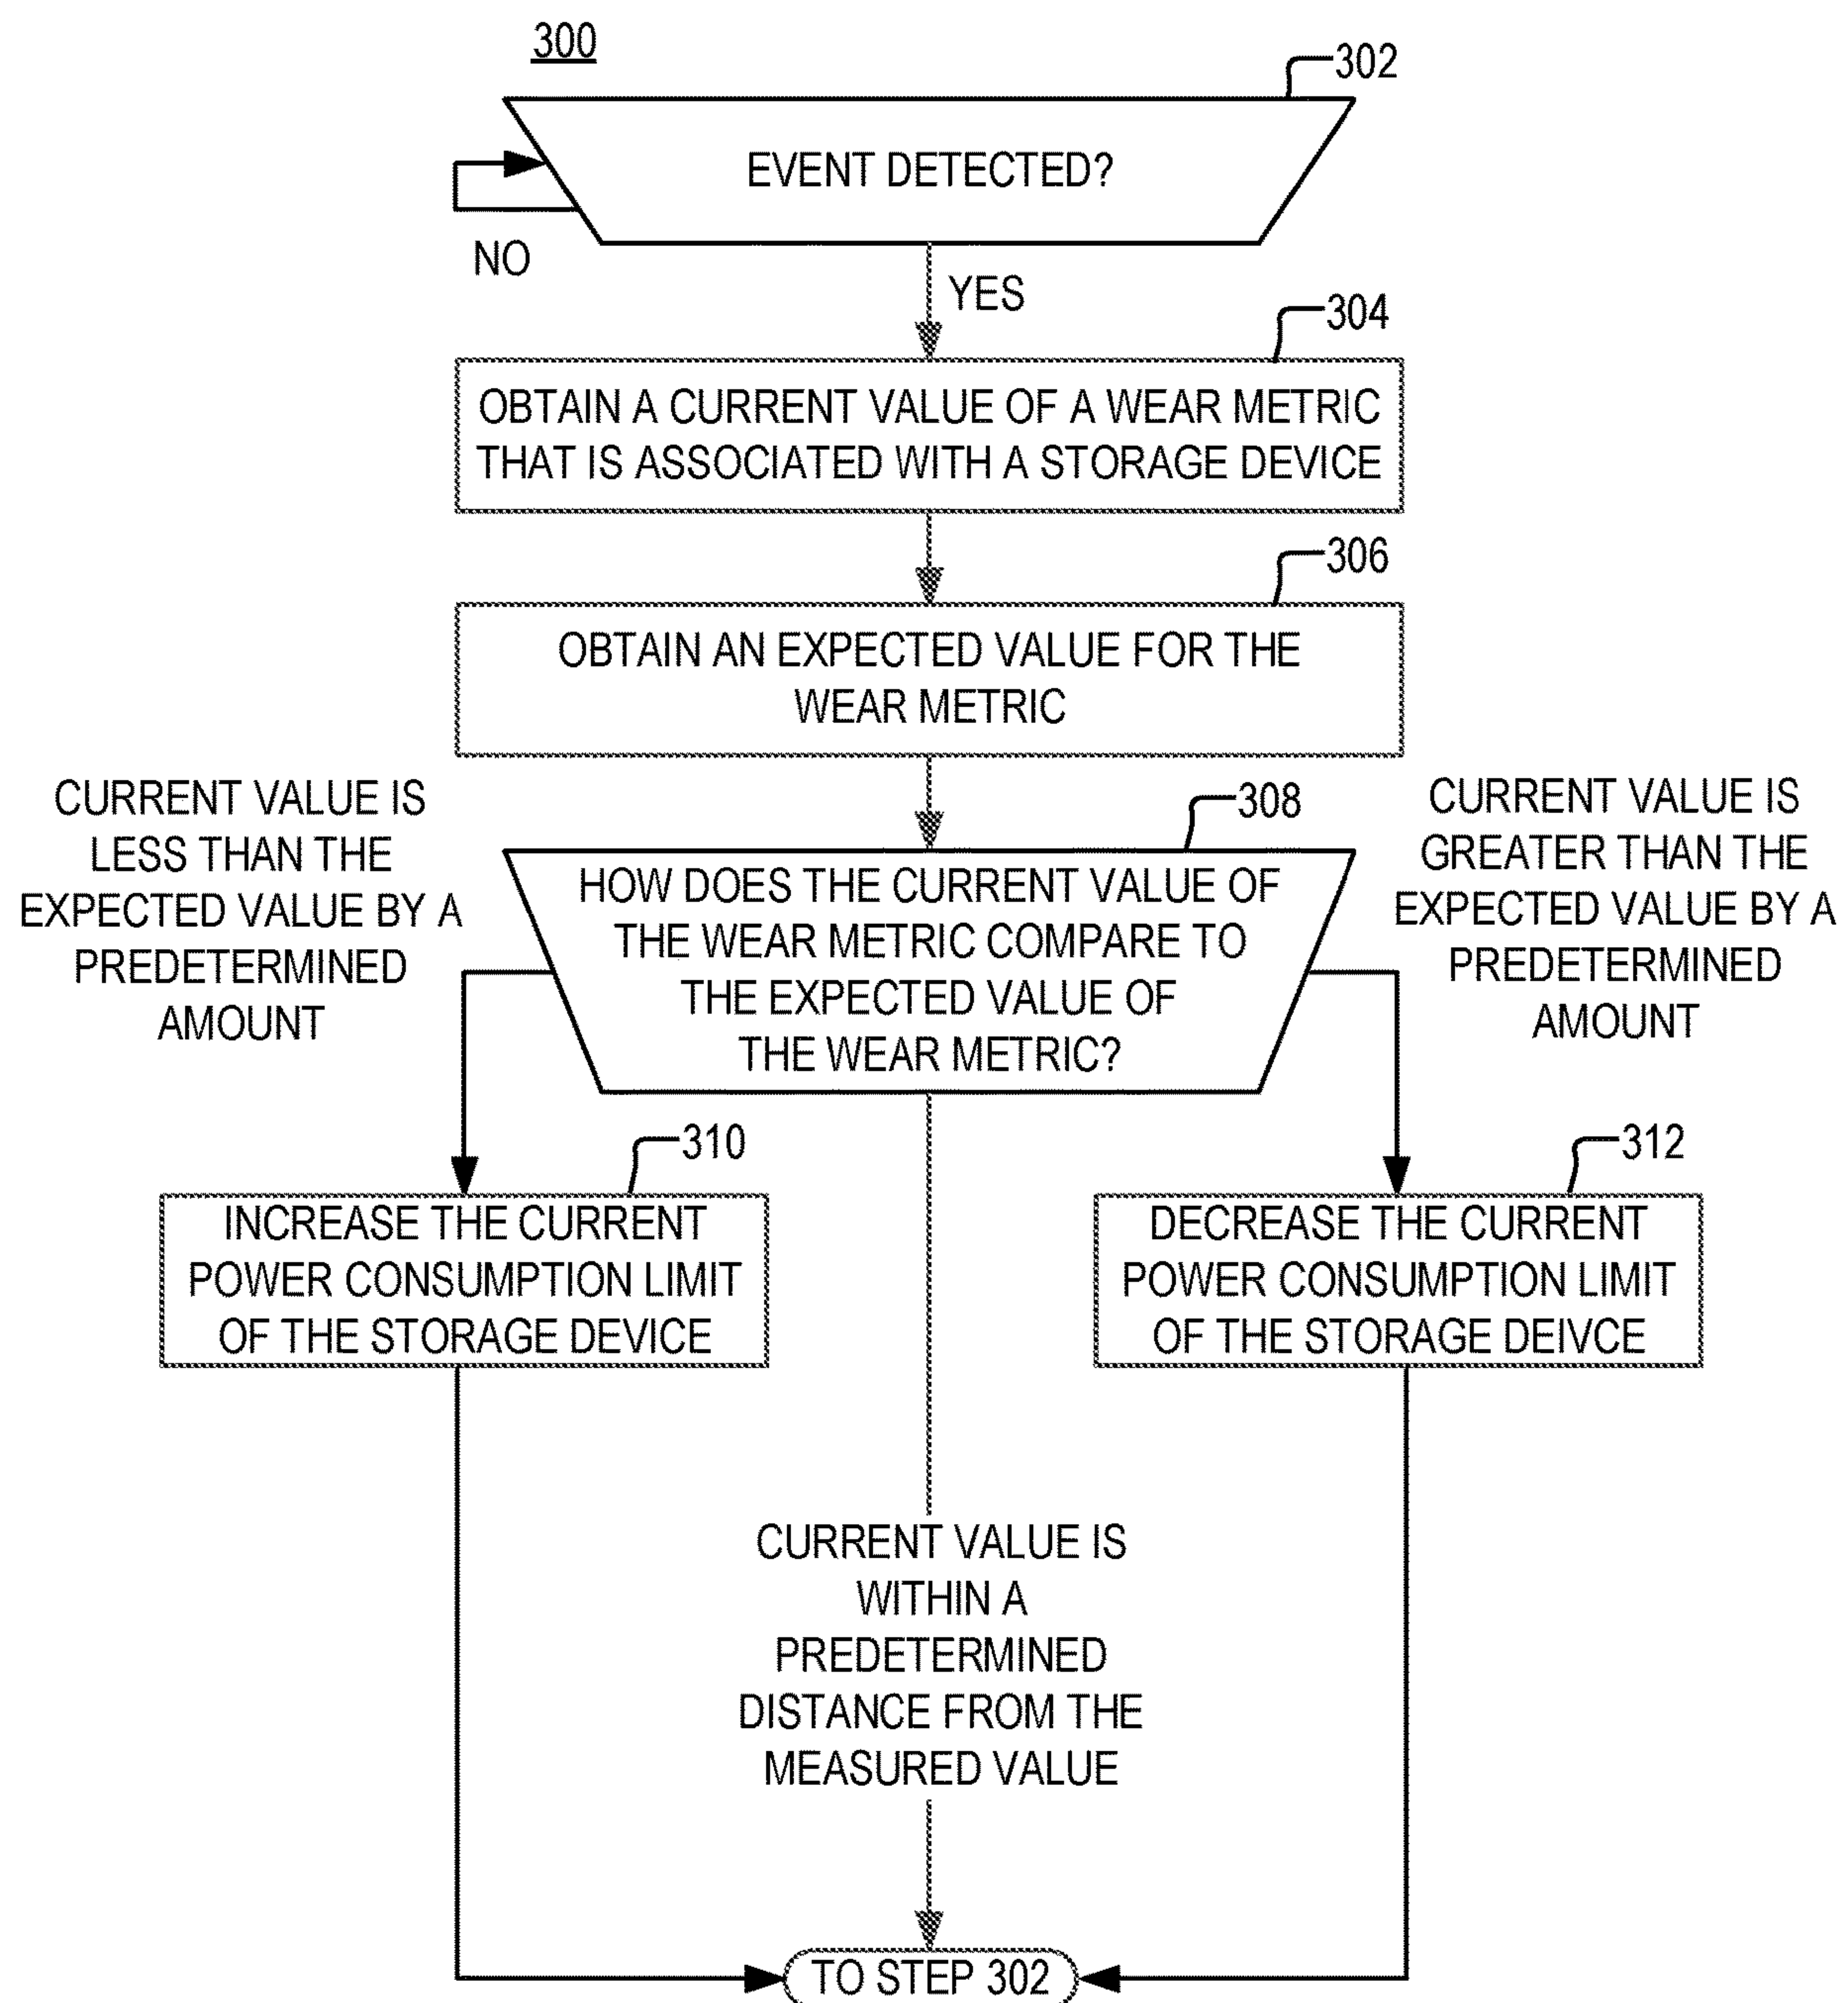 300
302
EVENT DETECTED?
NO
YES
304
OBTAIN A CURRENT VALUE OF A WEAR METRIC
THAT IS ASSOCIATED WITH A STORAGE DEVICE
306
OBTAIN AN EXPECTED VALUE FOR THE
WEAR METRIC
CURRENT VALUE IS
LESS THAN THE
EXPECTED VALUE BY A
PREDETERMINED
AMOUNT
308
HOW DOES THE CURRENT VALUE OF
THE WEAR METRIC COMPARE TO
THE EXPECTED VALUE OF
THE WEAR METRIC?
CURRENT VALUE IS
GREATER THAN THE
EXPECTED VALUE BY A
PREDETERMINED
AMOUNT
310
INCREASE THE CURRENT
POWER CONSUMPTION LIMIT
OF THE STORAGE DEVICE
312
DECREASE THE CURRENT
POWER CONSUMPTION LIMIT
OF THE STORAGE DEIVCE
CURRENT VALUE IS
WITHIN A
PREDETERMINED
DISTANCE FROM THE
MEASURED VALUE
TO STEP 302